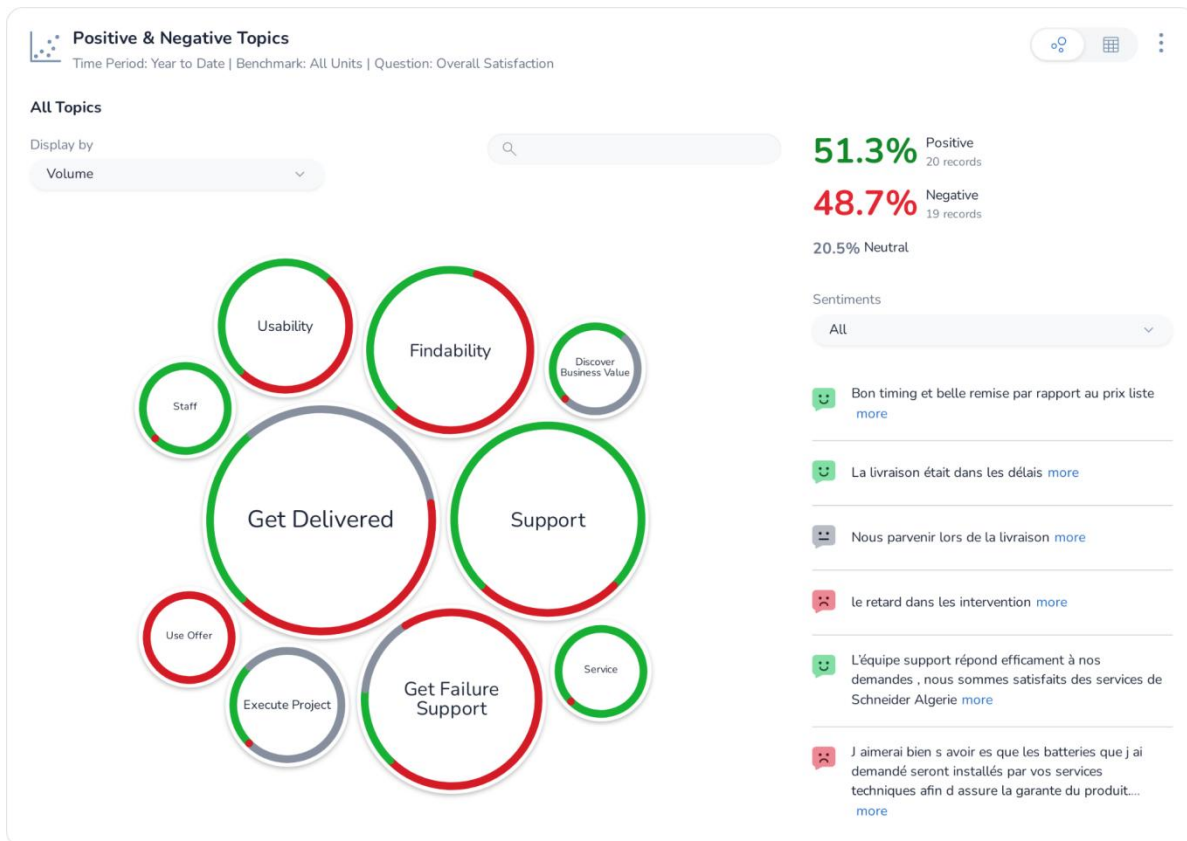 Positive & Negative Topics
Time Period: Year to Date | Benchmark: All Units | Question: Overall Satisfaction
All Topics
Display by
Volume
51.3% Positive
20 records
48.7% Negative
19 records
20.5% Neutral
Sentiments
All
Usability
Findability
Discover
Business Value
Staff
Get Delivered
Support
Use Offer
Execute Project
Get Failure
Support
Service
Bon timing et belle remise par rapport au prix liste
more
La livraison était dans les délais more
Nous parvenir lors de la livraison more
le retard dans les intervention more
L'équipe support répond efficament à nos
demandes , nous sommes satisfaits des services de
Schneider Algerie more
J aimerai bien s avoir es que les batteries que j ai
demandé seront installés par vos services
techniques afin d assure la garante du produit....
more